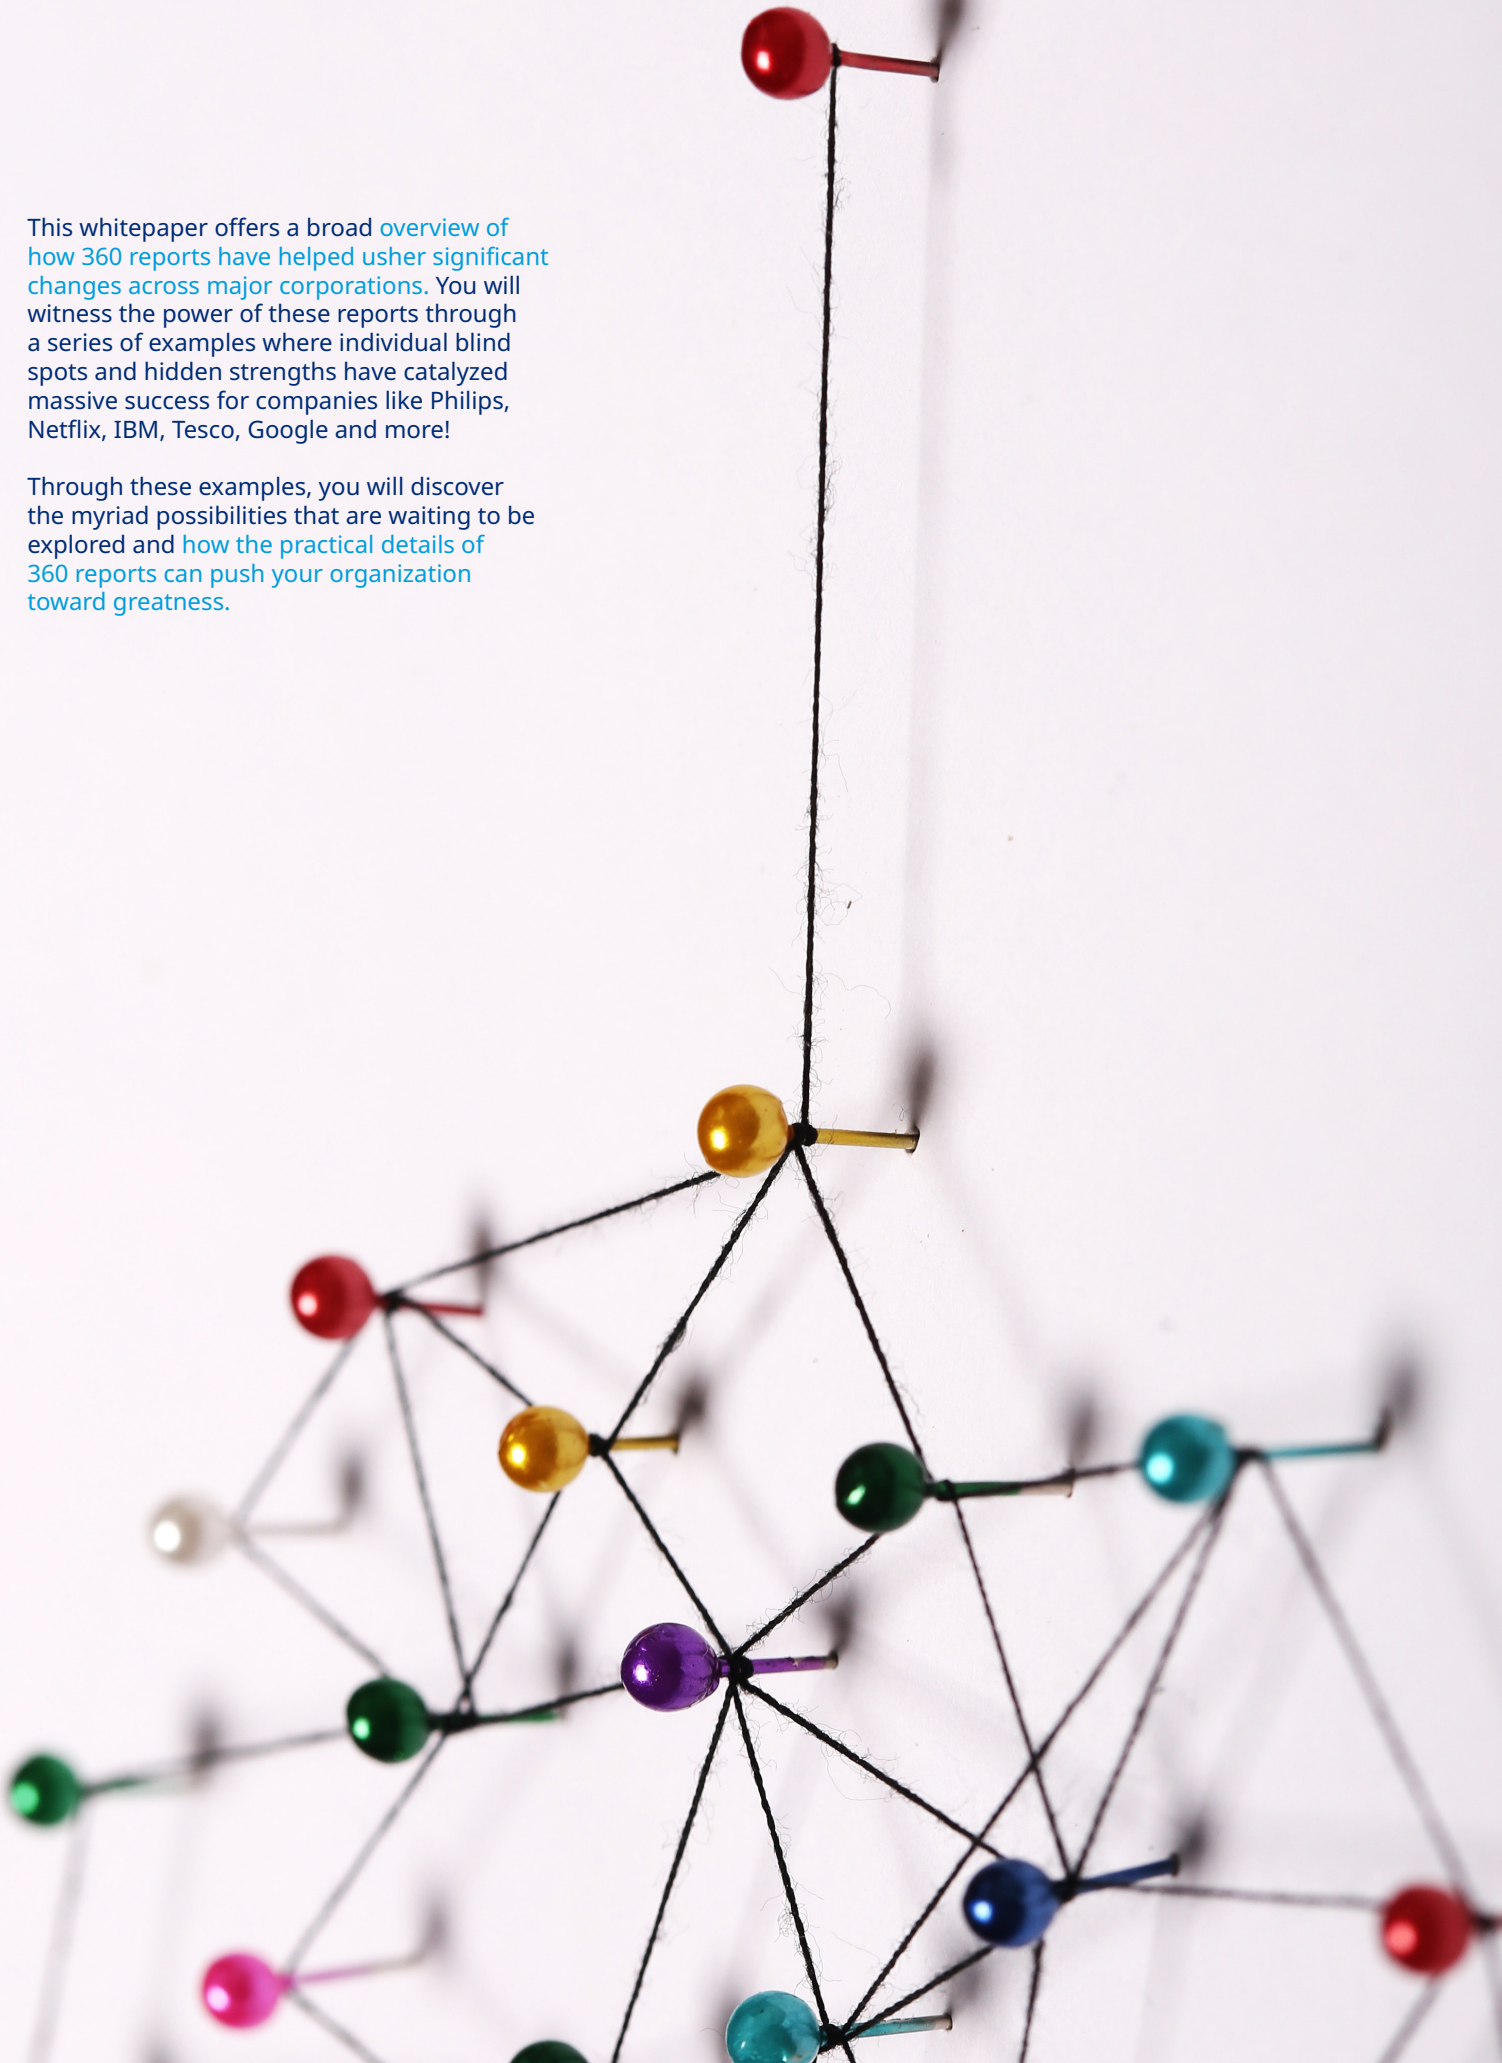 This whitepaper offers a broad overview of
how 360 reports have helped usher significant
changes across major corporations. You will
witness the power of these reports through
a series of examples where individual blind
spots and hidden strengths have catalyzed
massive success for companies like Philips,
Netflix, IBM, Tesco, Google and more!
Through these examples, you will discover
the myriad possibilities that are waiting to be
explored and how the practical details of
360 reports can push your organization
toward greatness.